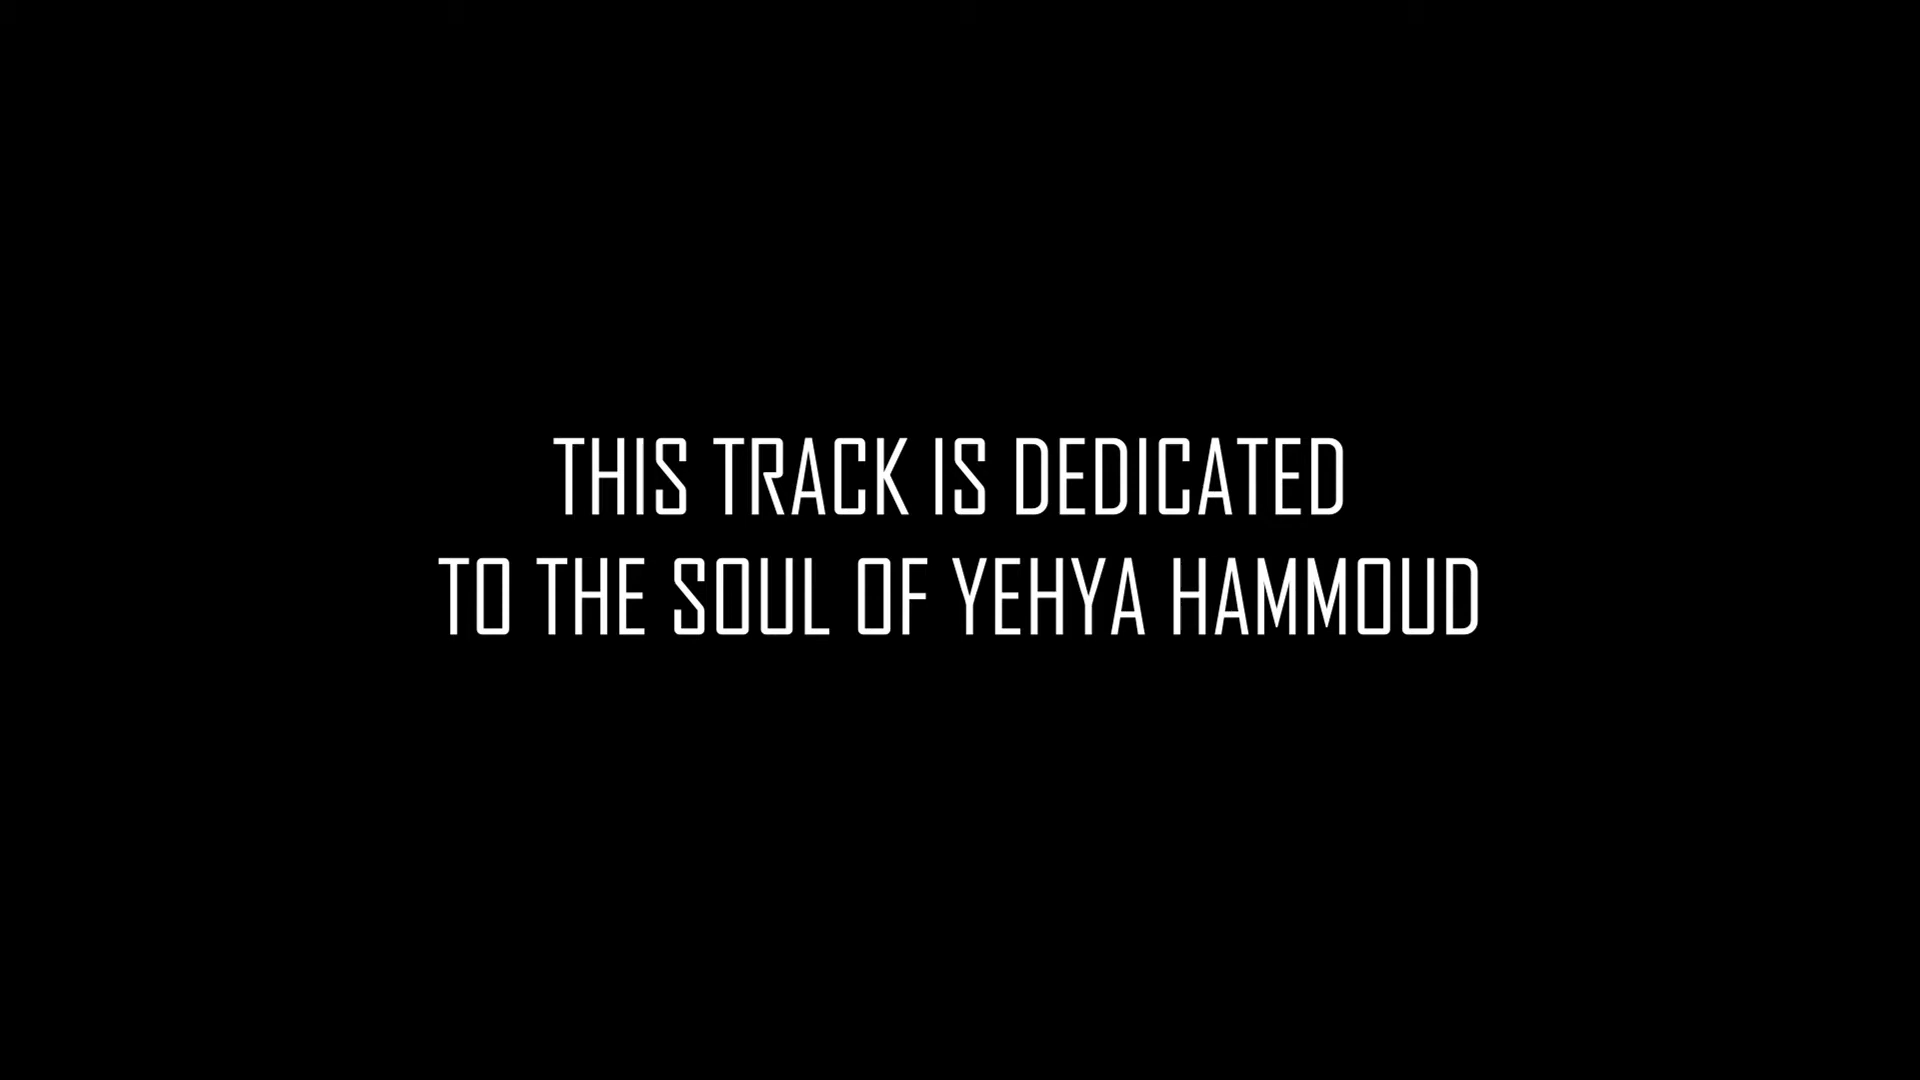 THIS TRACK IS DEDICATED
TO THE SOUL OF YEHYA HAMMOUD